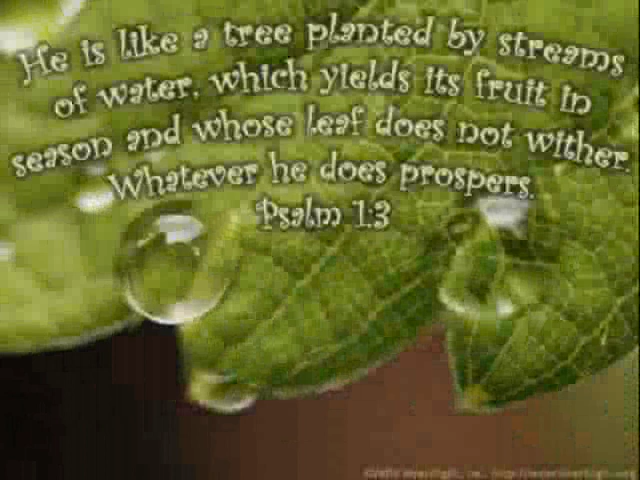 He is like a tree planted by streams
of water, which yields its fruit in
season and whose leaf does not wither.
Whatever he does prospers.
Psalm 1:3